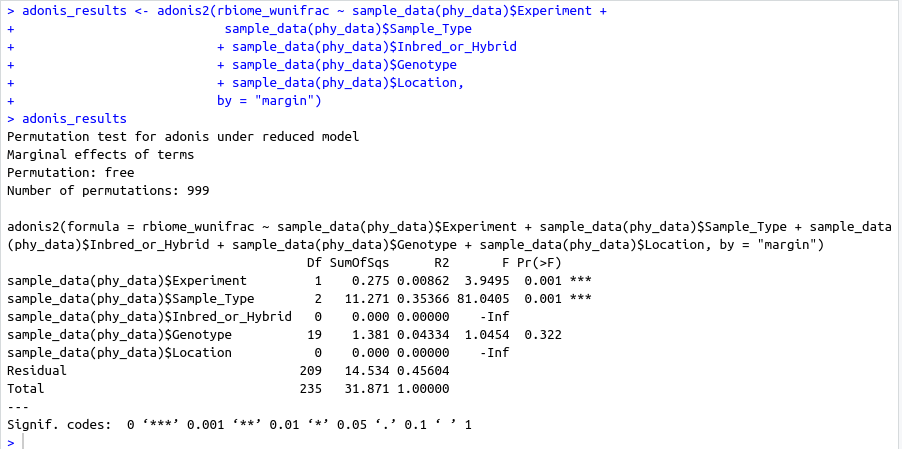 > adonis_results <- adonis2(rbiome_wunifrac ~ sample_data(phy_data)$Experiment +
+                            sample_data(phy_data)$Sample_Type
+                           + sample_data(phy_data)$Inbred_or_Hybrid
+                           + sample_data(phy_data)$Genotype
+                           + sample_data(phy_data)$Location,
+                           by = "margin")
> adonis_results
Permutation test for adonis under reduced model
Marginal effects of terms
Permutation: free
Number of permutations: 999

adonis2(formula = rbiome_wunifrac ~ sample_data(phy_data)$Experiment + sample_data(phy_data)$Sample_Type + sample_data
(phy_data)$Inbred_or_Hybrid + sample_data(phy_data)$Genotype + sample_data(phy_data)$Location, by = "margin")
                                        Df SumOfSqs      R2       F Pr(>F)
sample_data(phy_data)$Experiment         1    0.275 0.00862  3.9495  0.001 ***
sample_data(phy_data)$Sample_Type        2   11.271 0.35366 81.0405  0.001 ***
sample_data(phy_data)$Inbred_or_Hybrid   0    0.000 0.00000    -Inf
sample_data(phy_data)$Genotype          19    1.381 0.04334  1.0454  0.322
sample_data(phy_data)$Location           0    0.000 0.00000    -Inf
Residual                               209   14.534 0.45604
Total                                  235   31.871 1.00000
---
Signif. codes:  0 ‘***’ 0.001 ‘**’ 0.01 ‘*’ 0.05 ‘.’ 0.1 ‘ ’ 1
>